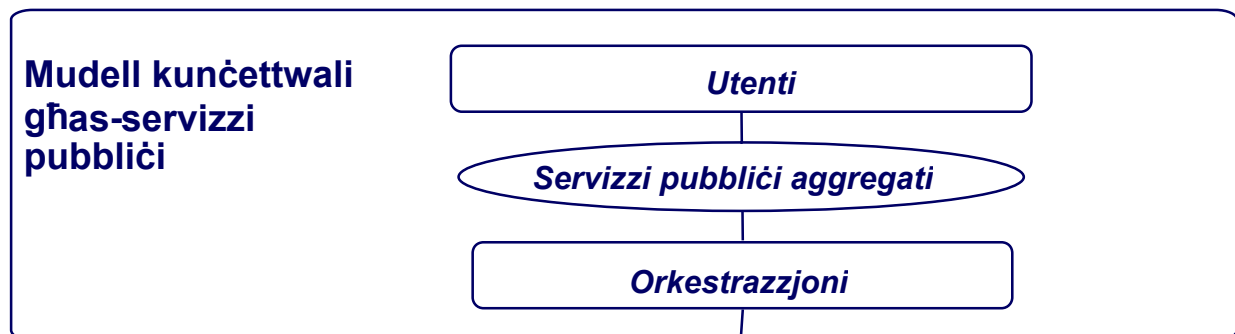 Mudell kunċettwali
għas-servizzi
pubbliċi
Utenti
Servizzi pubbliċi aggregati
Orkestrazzjoni